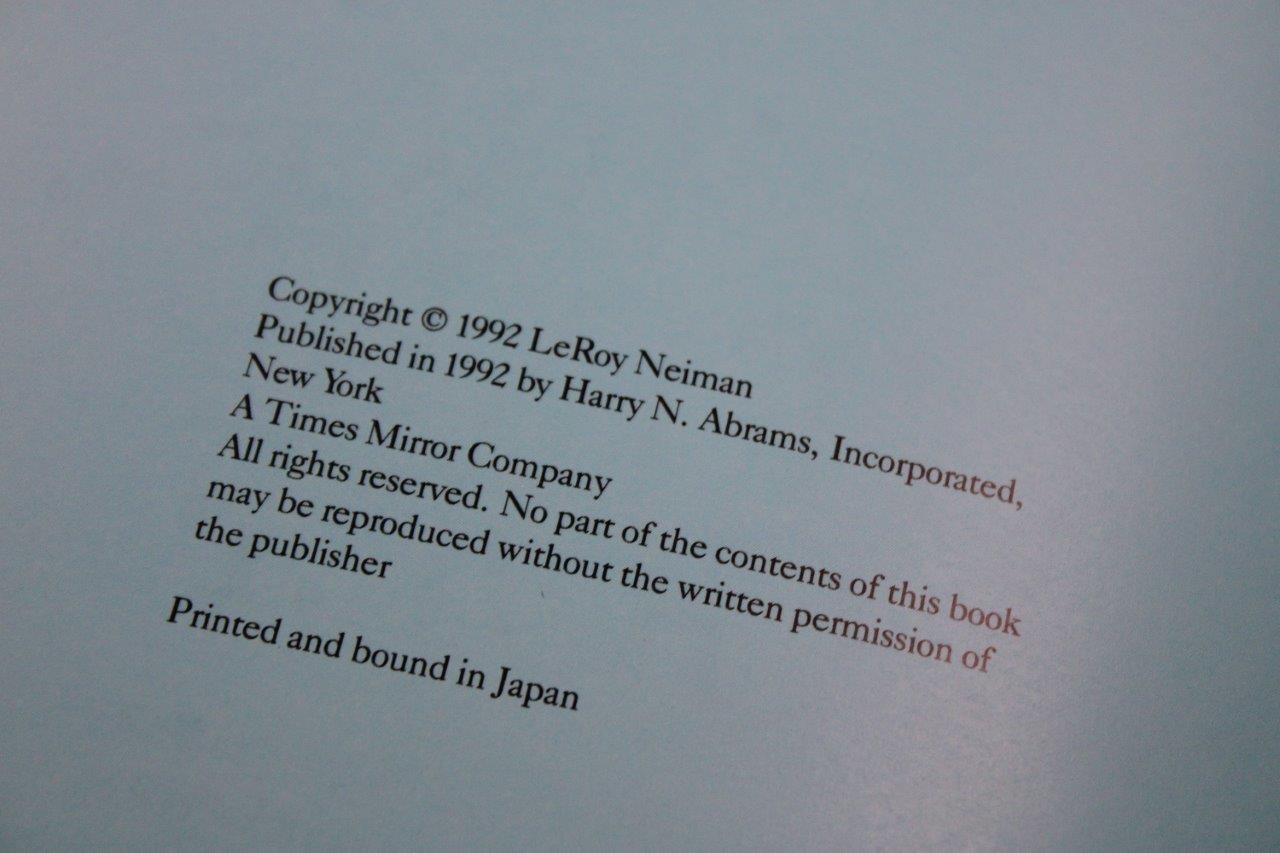 Copyright © 1992 LeRoy Neiman
Published in 1992 by Harry N. Abrams, Incorporated,
New York
A Times Mirror Company
All rights reserved. No part of the contents of this book
may be reproduced without the written permission of
the publisher
Printed and bound in Japan